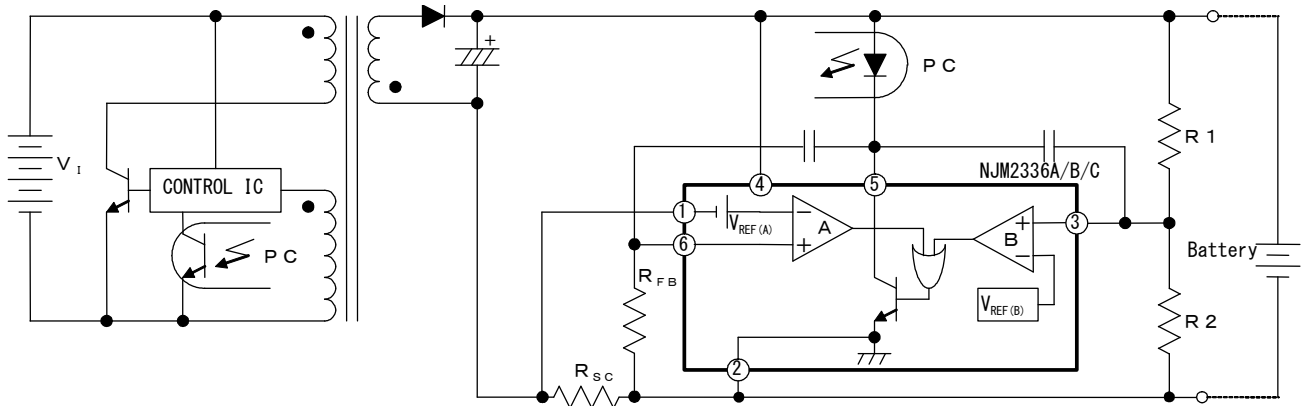 +
PC
R1
VI
CONTROL IC
NJM2336A/B/C
4
5
1
VREF(A)
−
A
+
B
−
3
6
+
PC
RFB
Battery
VREF(B)
R2
2
RSC